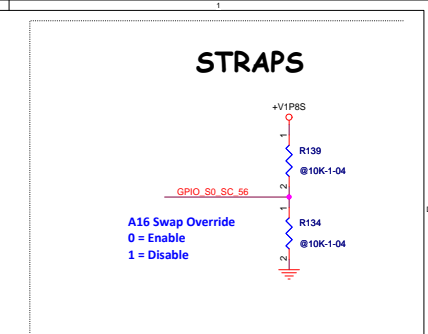 1
STRAPS
+V1P8S
1
R139
@10K-1-04
2
GPIO_S0_SC_56
1
A16 Swap Override
0 = Enable
1 = Disable
R134
@10K-1-04
2